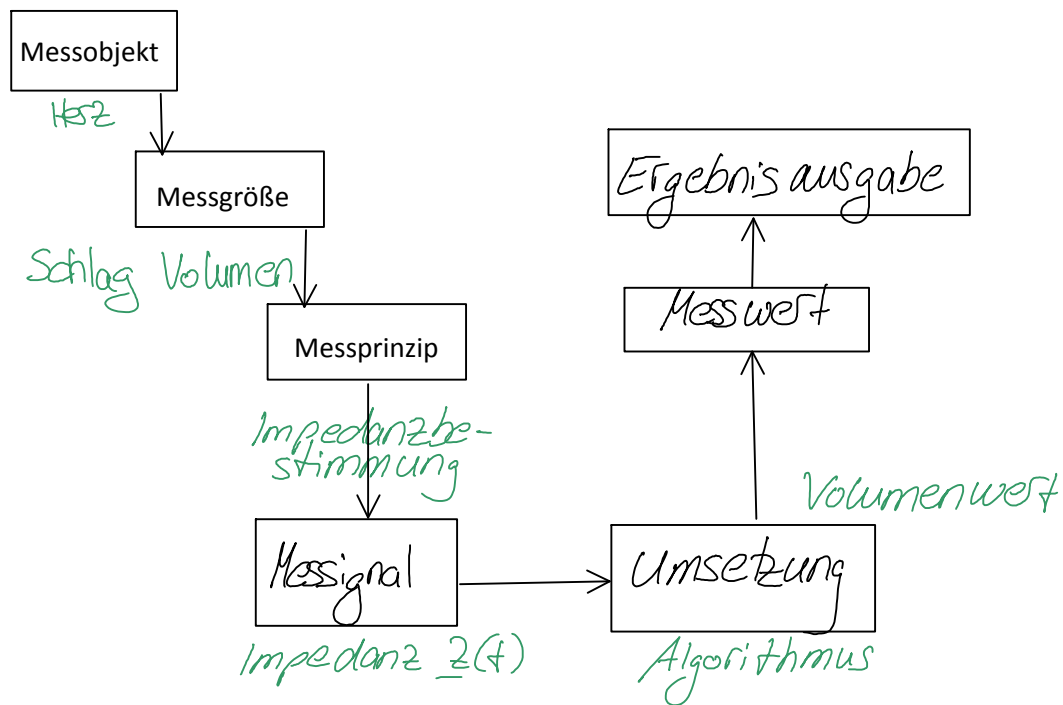 Messobjekt
Herz
Messgröße
Schlag Volumen
Messprinzip
Impedanzbe-
stimmung
Messignal
Impedanz Z(t)
Umsetzung
Algorithmus
Volumenwert
Messwert
Ergebnisausgabe